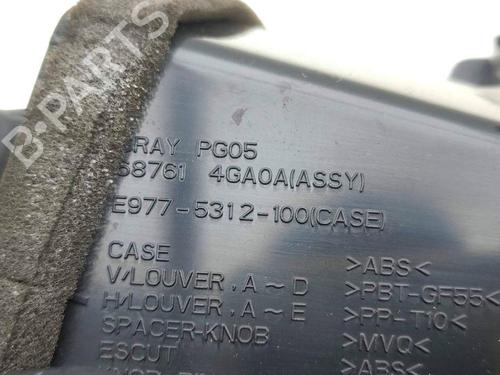 B-PARTS
PG05
68761 4GA0A(ASSY)
E977-5312-100(CASE)
CASE >ABS<
V/LOUVER,A~D >PBT-GF55<
H/LOUVER,A~E >PP-T10<
SPACER-KNOB >MVQ<
ESCUT >ABS<